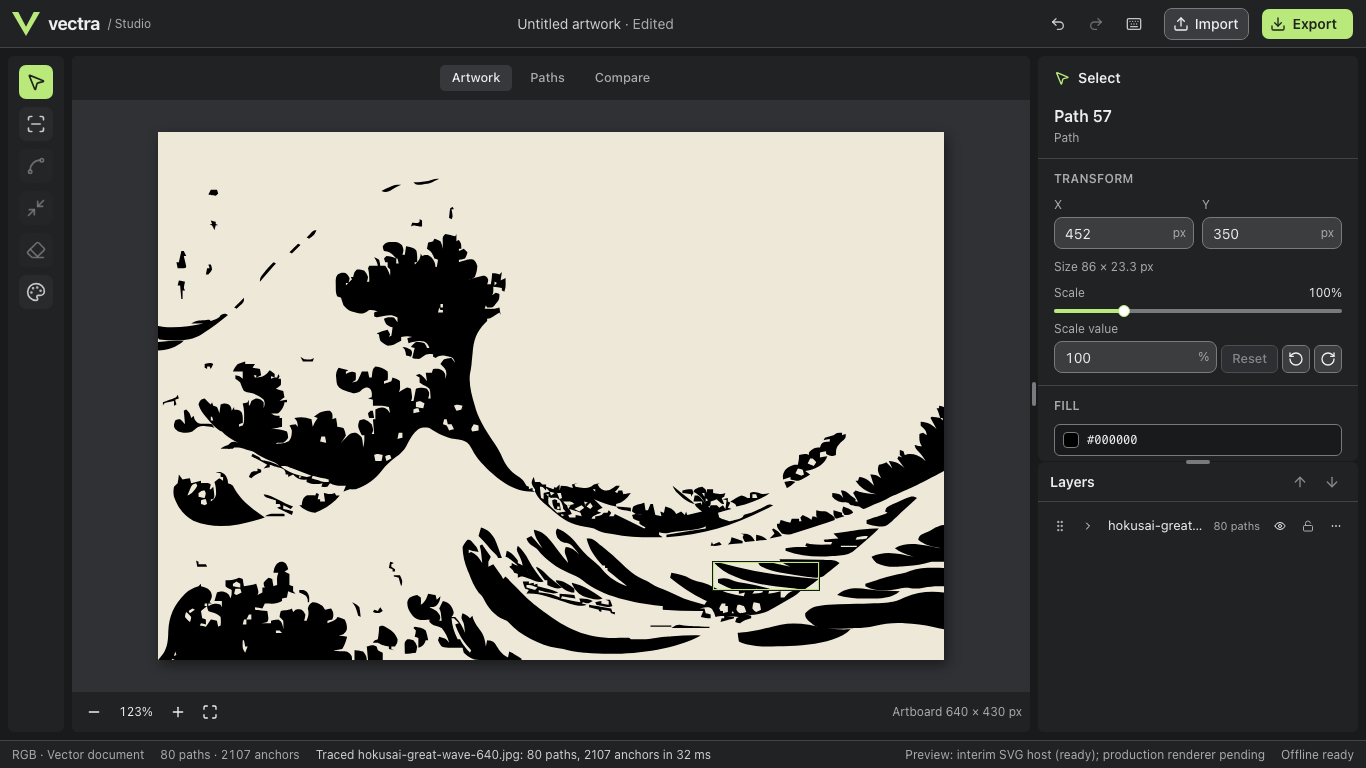 vectra / Studio
Untitled artwork · Edited
Import
Export
Artwork
Paths
Compare
Select
Path 57
Path
TRANSFORM
X
Y
452 px
350 px
Size 86 × 23.3 px
Scale
100%
Scale value
100 %
Reset
FILL
#000000
Layers
hokusai-great...
80 paths
123%
Artboard 640 × 430 px
RGB · Vector document
80 paths · 2107 anchors
Traced hokusai-great-wave-640.jpg: 80 paths, 2107 anchors in 32 ms
Preview: interim SVG host (ready); production renderer pending
Offline ready